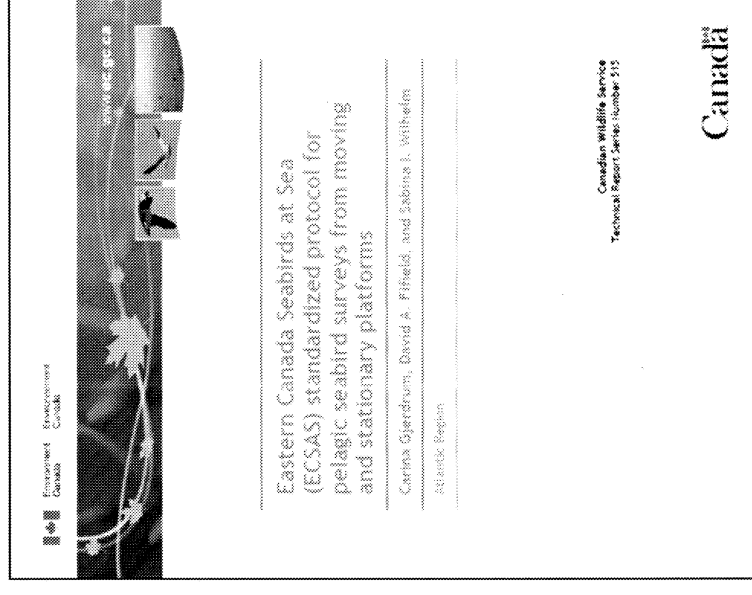 Environment
Canada
Environnement
Canada
www.ec.gc.ca
Eastern Canada Seabirds at Sea
(ECSAS) standardized protocol for
pelagic seabird surveys from moving
and stationary platforms
Carina Gjerdrum, David A. Fifield, and Sabina I. Wilhelm
Atlantic Region
Canadian Wildlife Service
Technical Report Series Number 515
Canada